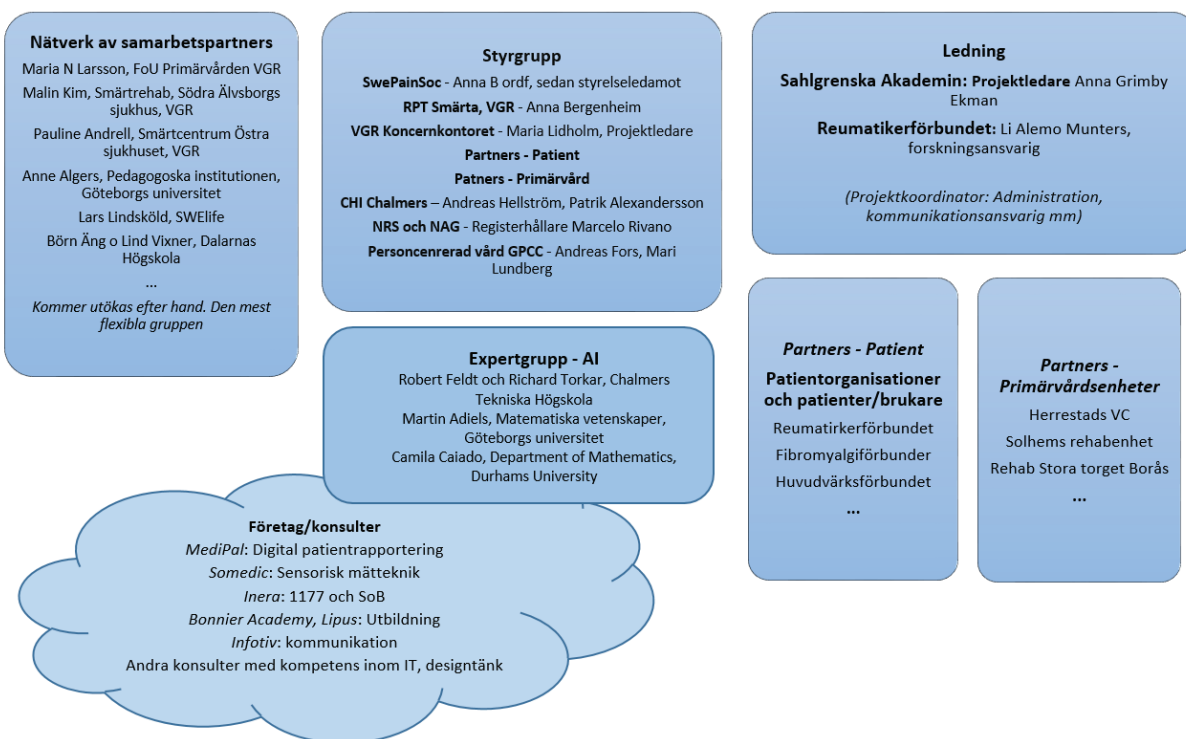 Nätverk av samarbetspartners
Maria N Larsson, FoU Primärvården VGR
Malin Kim, Smärtrehab, Södra Älvsborgs
sjukhus, VGR
Pauline Andrell, Smärtcentrum Östra
sjukhuset, VGR
Anne Algers, Pedagogoska institutionen,
Göteborgs universitet
Lars Lindsköld, SWElife
Börn Äng o Lind Vixner, Dalarnas
Högskola
...
Kommer utökas efter hand. Den mest
flexibla gruppen
Styrgrupp
SwePainSoc - Anna B ordf, sedan styrelseledamot
RPT Smärta, VGR - Anna Bergenheim
VGR Koncernkontoret - Maria Lidholm, Projektledare
Partners - Patient
Patners - Primärvård
CHI Chalmers – Andreas Hellström, Patrik Alexandersson
NRS och NAG - Registerhållare Marcelo Rivano
Personcenrerad vård GPCC - Andreas Fors, Mari
Lundberg
Ledning
Sahlgrenska Akademin: Projektledare Anna Grimby
Ekman
Reumatikerförbundet: Li Alemo Munters,
forskningsansvarig
(Projektkoordinator: Administration,
kommunikationsansvarig mm)
Expertgrupp - AI
Robert Feldt och Richard Torkar, Chalmers
Tekniska Högskola
Martin Adiels, Matematiska vetenskaper,
Göteborgs universitet
Camila Caiado, Department of Mathematics,
Durhams University
Partners - Patient
Patientorganisationer
och patienter/brukare
Reumatirkerförbundet
Fibromyalgiförbunder
Huvudvärksförbundet
...
Partners -
Primärvårdsenheter
Herrestads VC
Solhems rehabenhet
Rehab Stora torget Borås
...
Företag/konsulter
MediPal: Digital patientrapportering
Somedic: Sensorisk mätteknik
Inera: 1177 och SoB
Bonnier Academy, Lipus: Utbildning
Infotiv: kommunikation
Andra konsulter med kompetens inom IT, designtänk